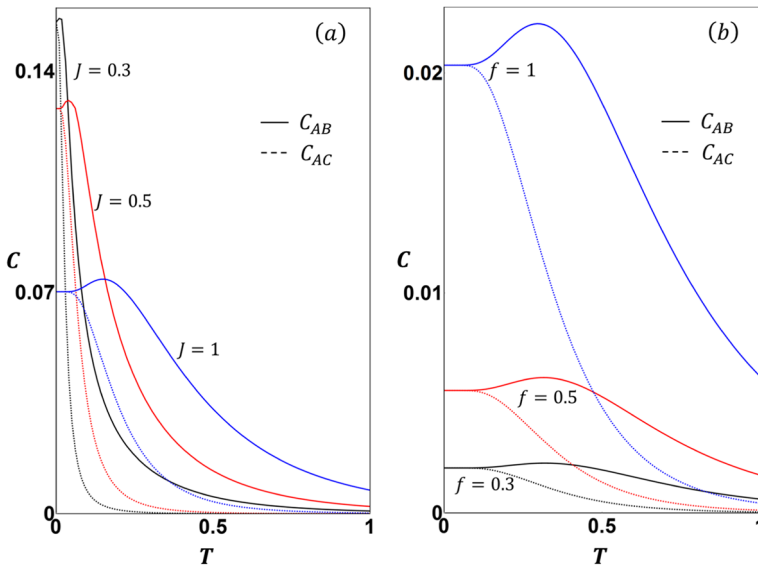 (a)
0.14
J = 0.3
C_AB
C_AC
J = 0.5
C
0.07
J = 1
0
0
0.5
1
T
(b)
0.02
f = 1
C_AB
C_AC
C
0.01
f = 0.5
f = 0.3
0
0
0.5
1
T